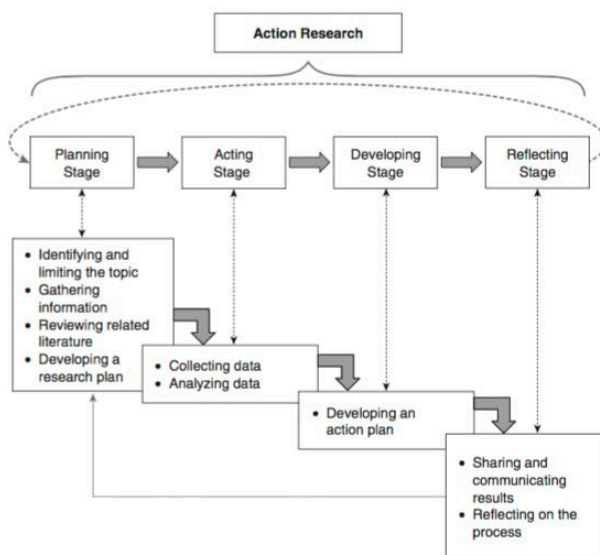 Action Research
Planning
Stage
Acting
Stage
Developing
Stage
Reflecting
Stage
• Identifying and
limiting the topic
• Gathering
information
• Reviewing related
literature
• Developing a
research plan
• Collecting data
• Analyzing data
• Developing an
action plan
• Sharing and
communicating
results
• Reflecting on the
process